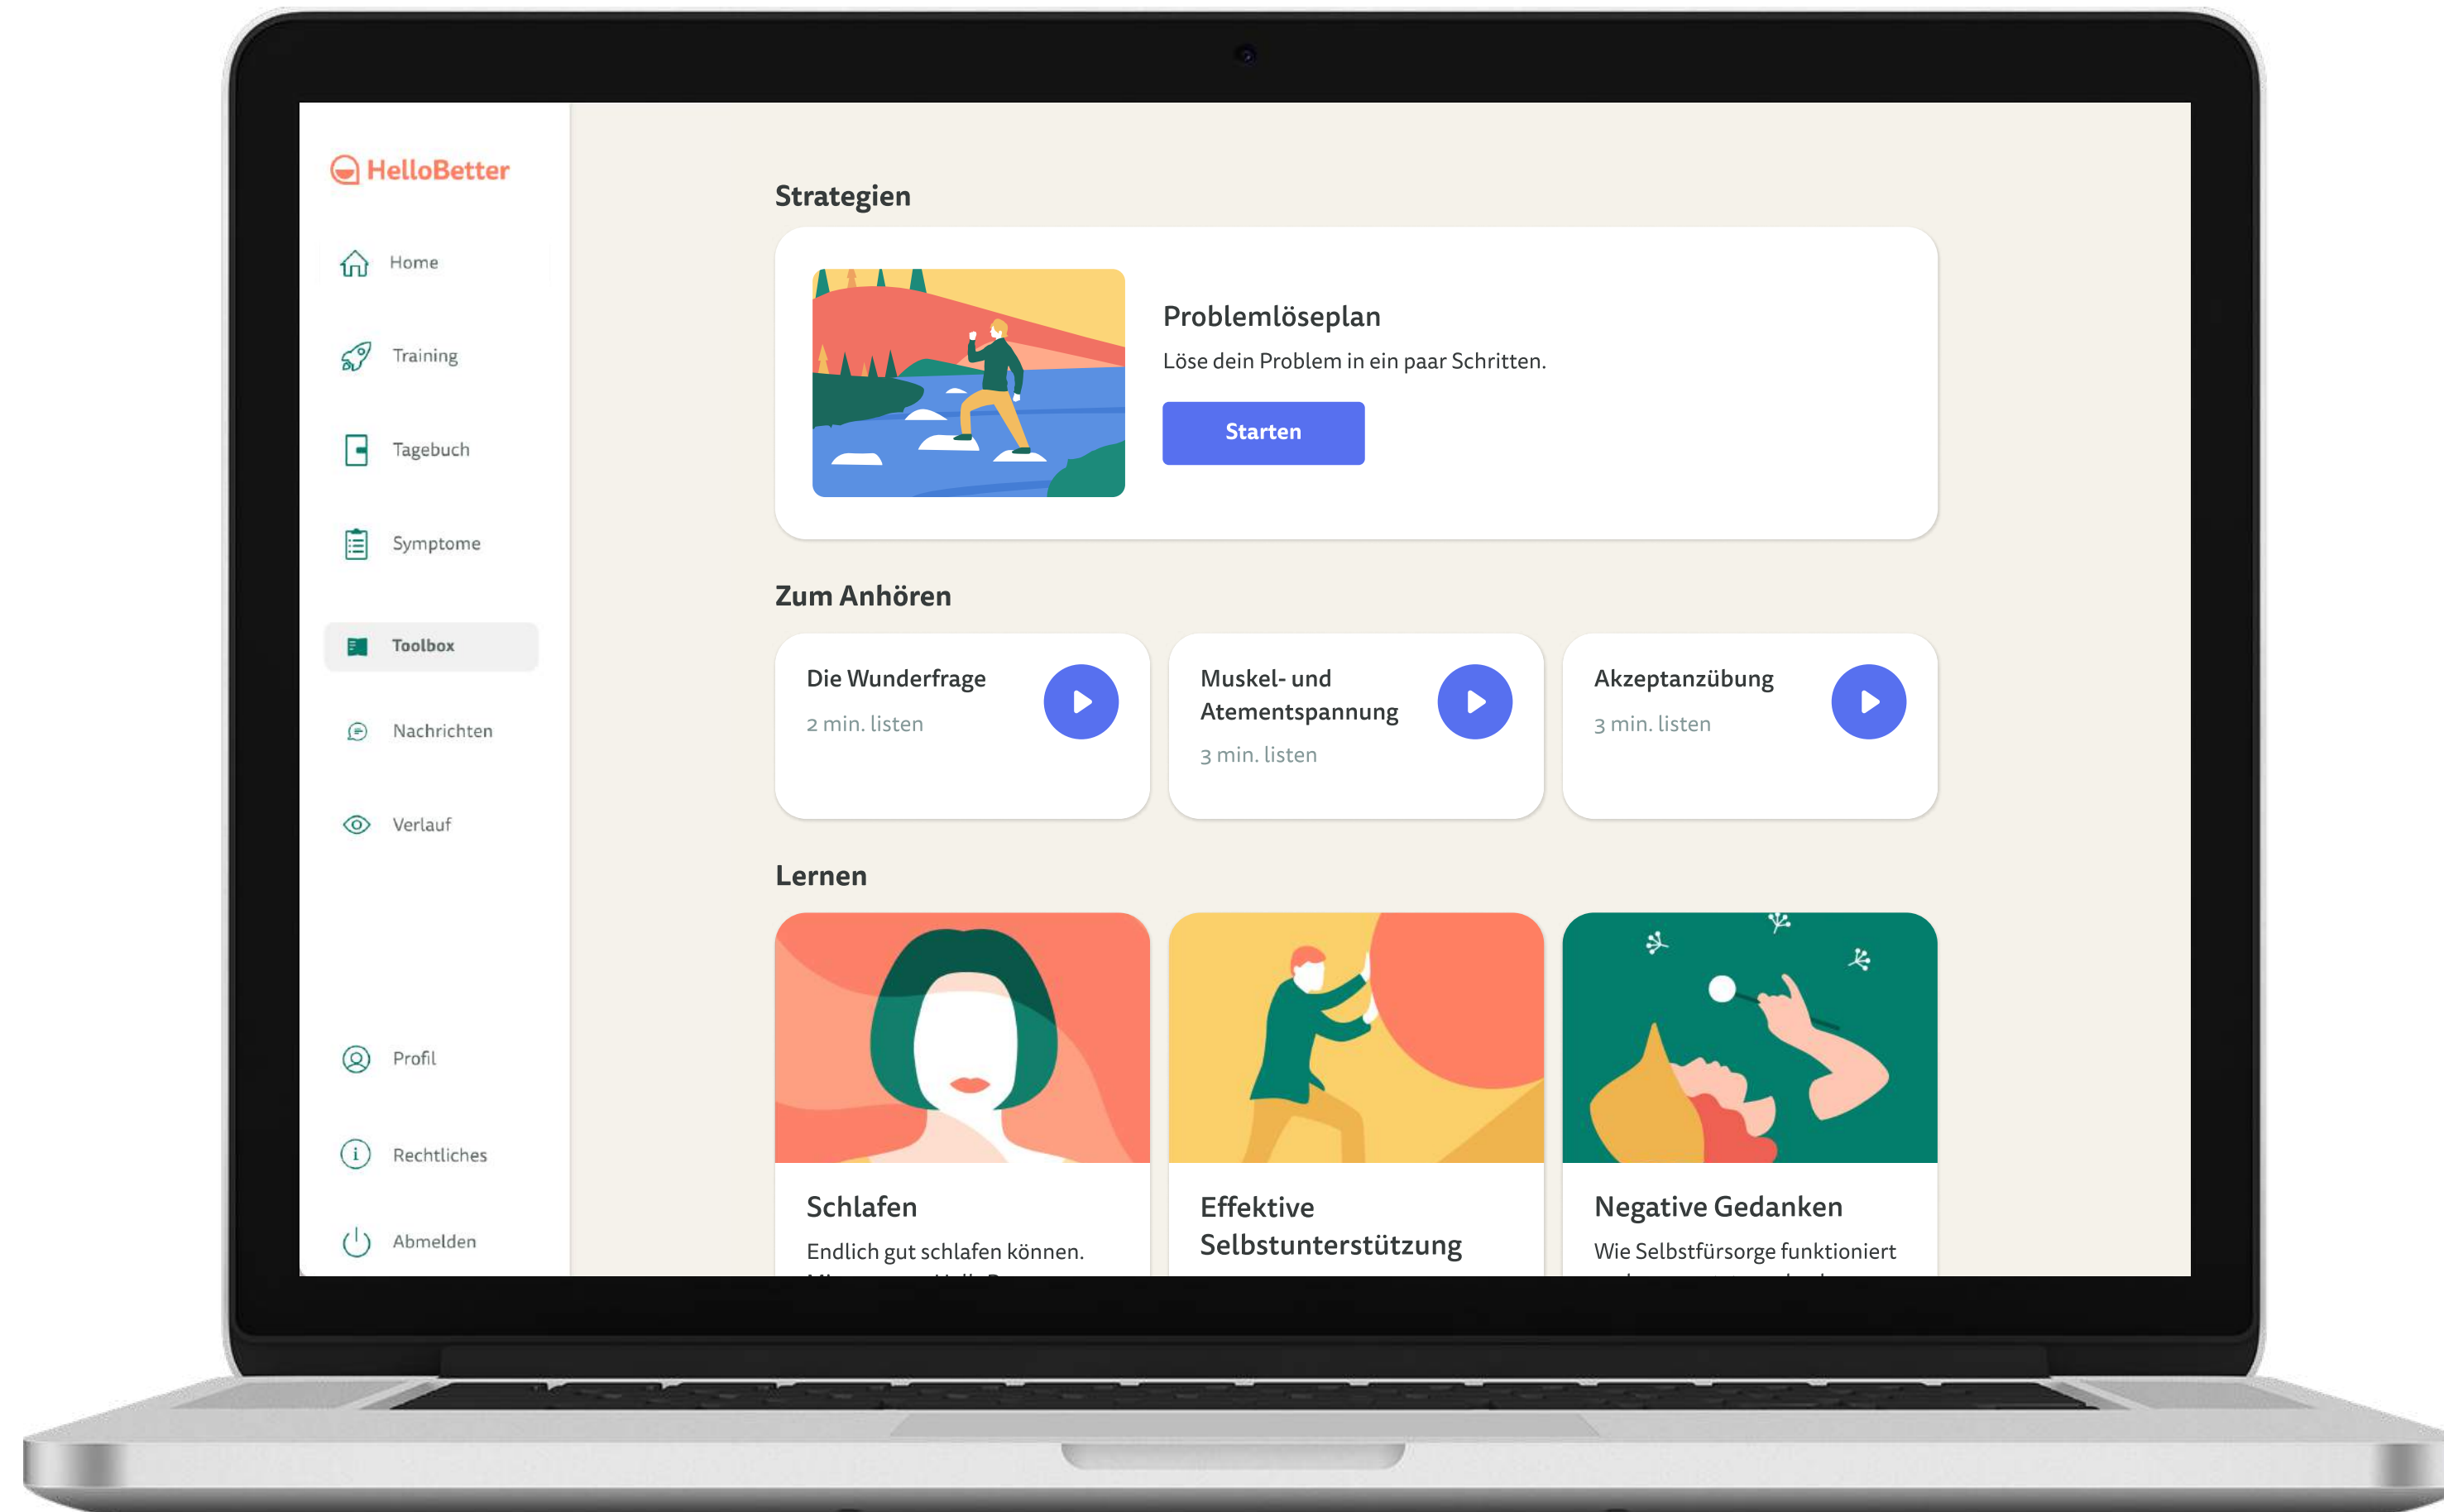 HelloBetter
Home
Training
Tagebuch
Symptome
Toolbox
Nachrichten
Verlauf
Profil
Rechtliches
Abmelden
Strategien
Problemlöseplan
Löse dein Problem in ein paar Schritten.
Starten
Zum Anhören
Die Wunderfrage
2 min. listen
Muskel- und
Atementspannung
3 min. listen
Akzeptanzübung
3 min. listen
Lernen
Schlafen
Endlich gut schlafen können.
Effektive
Selbstunterstützung
Negative Gedanken
Wie Selbstfürsorge funktioniert